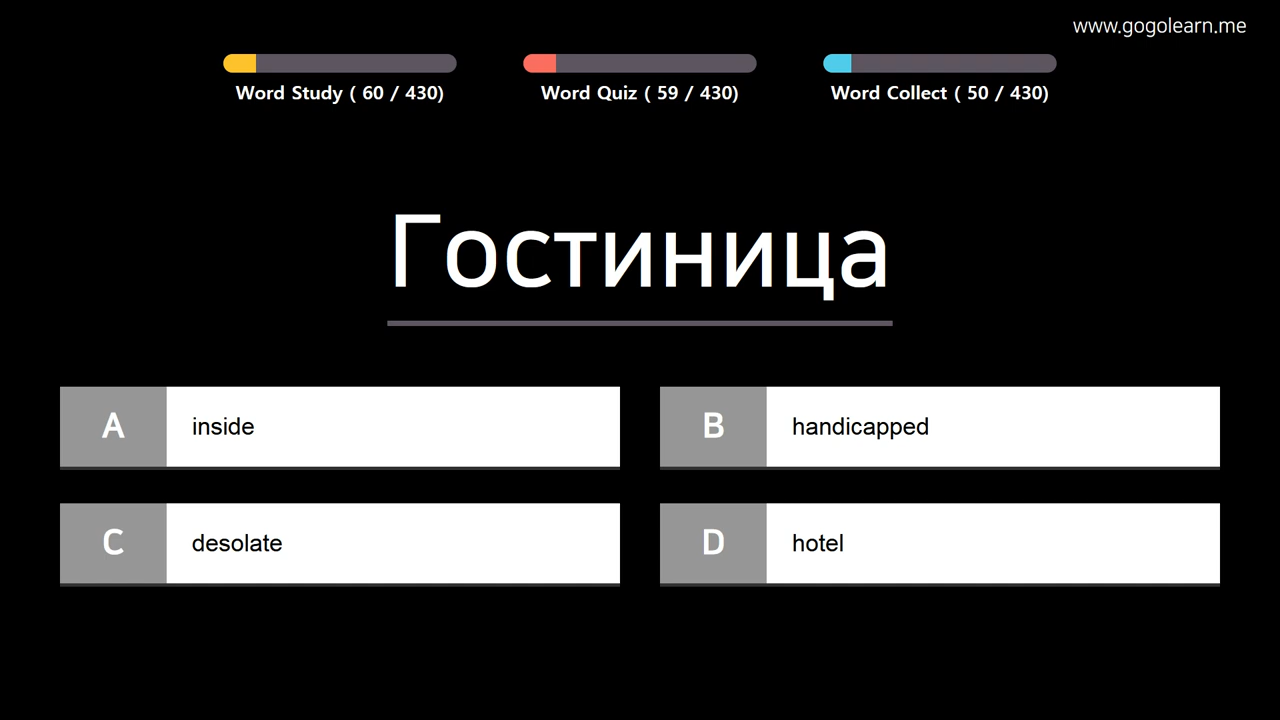 www.gogolearn.me
Word Study ( 60 / 430)
Word Quiz ( 59 / 430)
Word Collect ( 50 / 430)
Гостиница
A inside
B handicapped
C desolate
D hotel